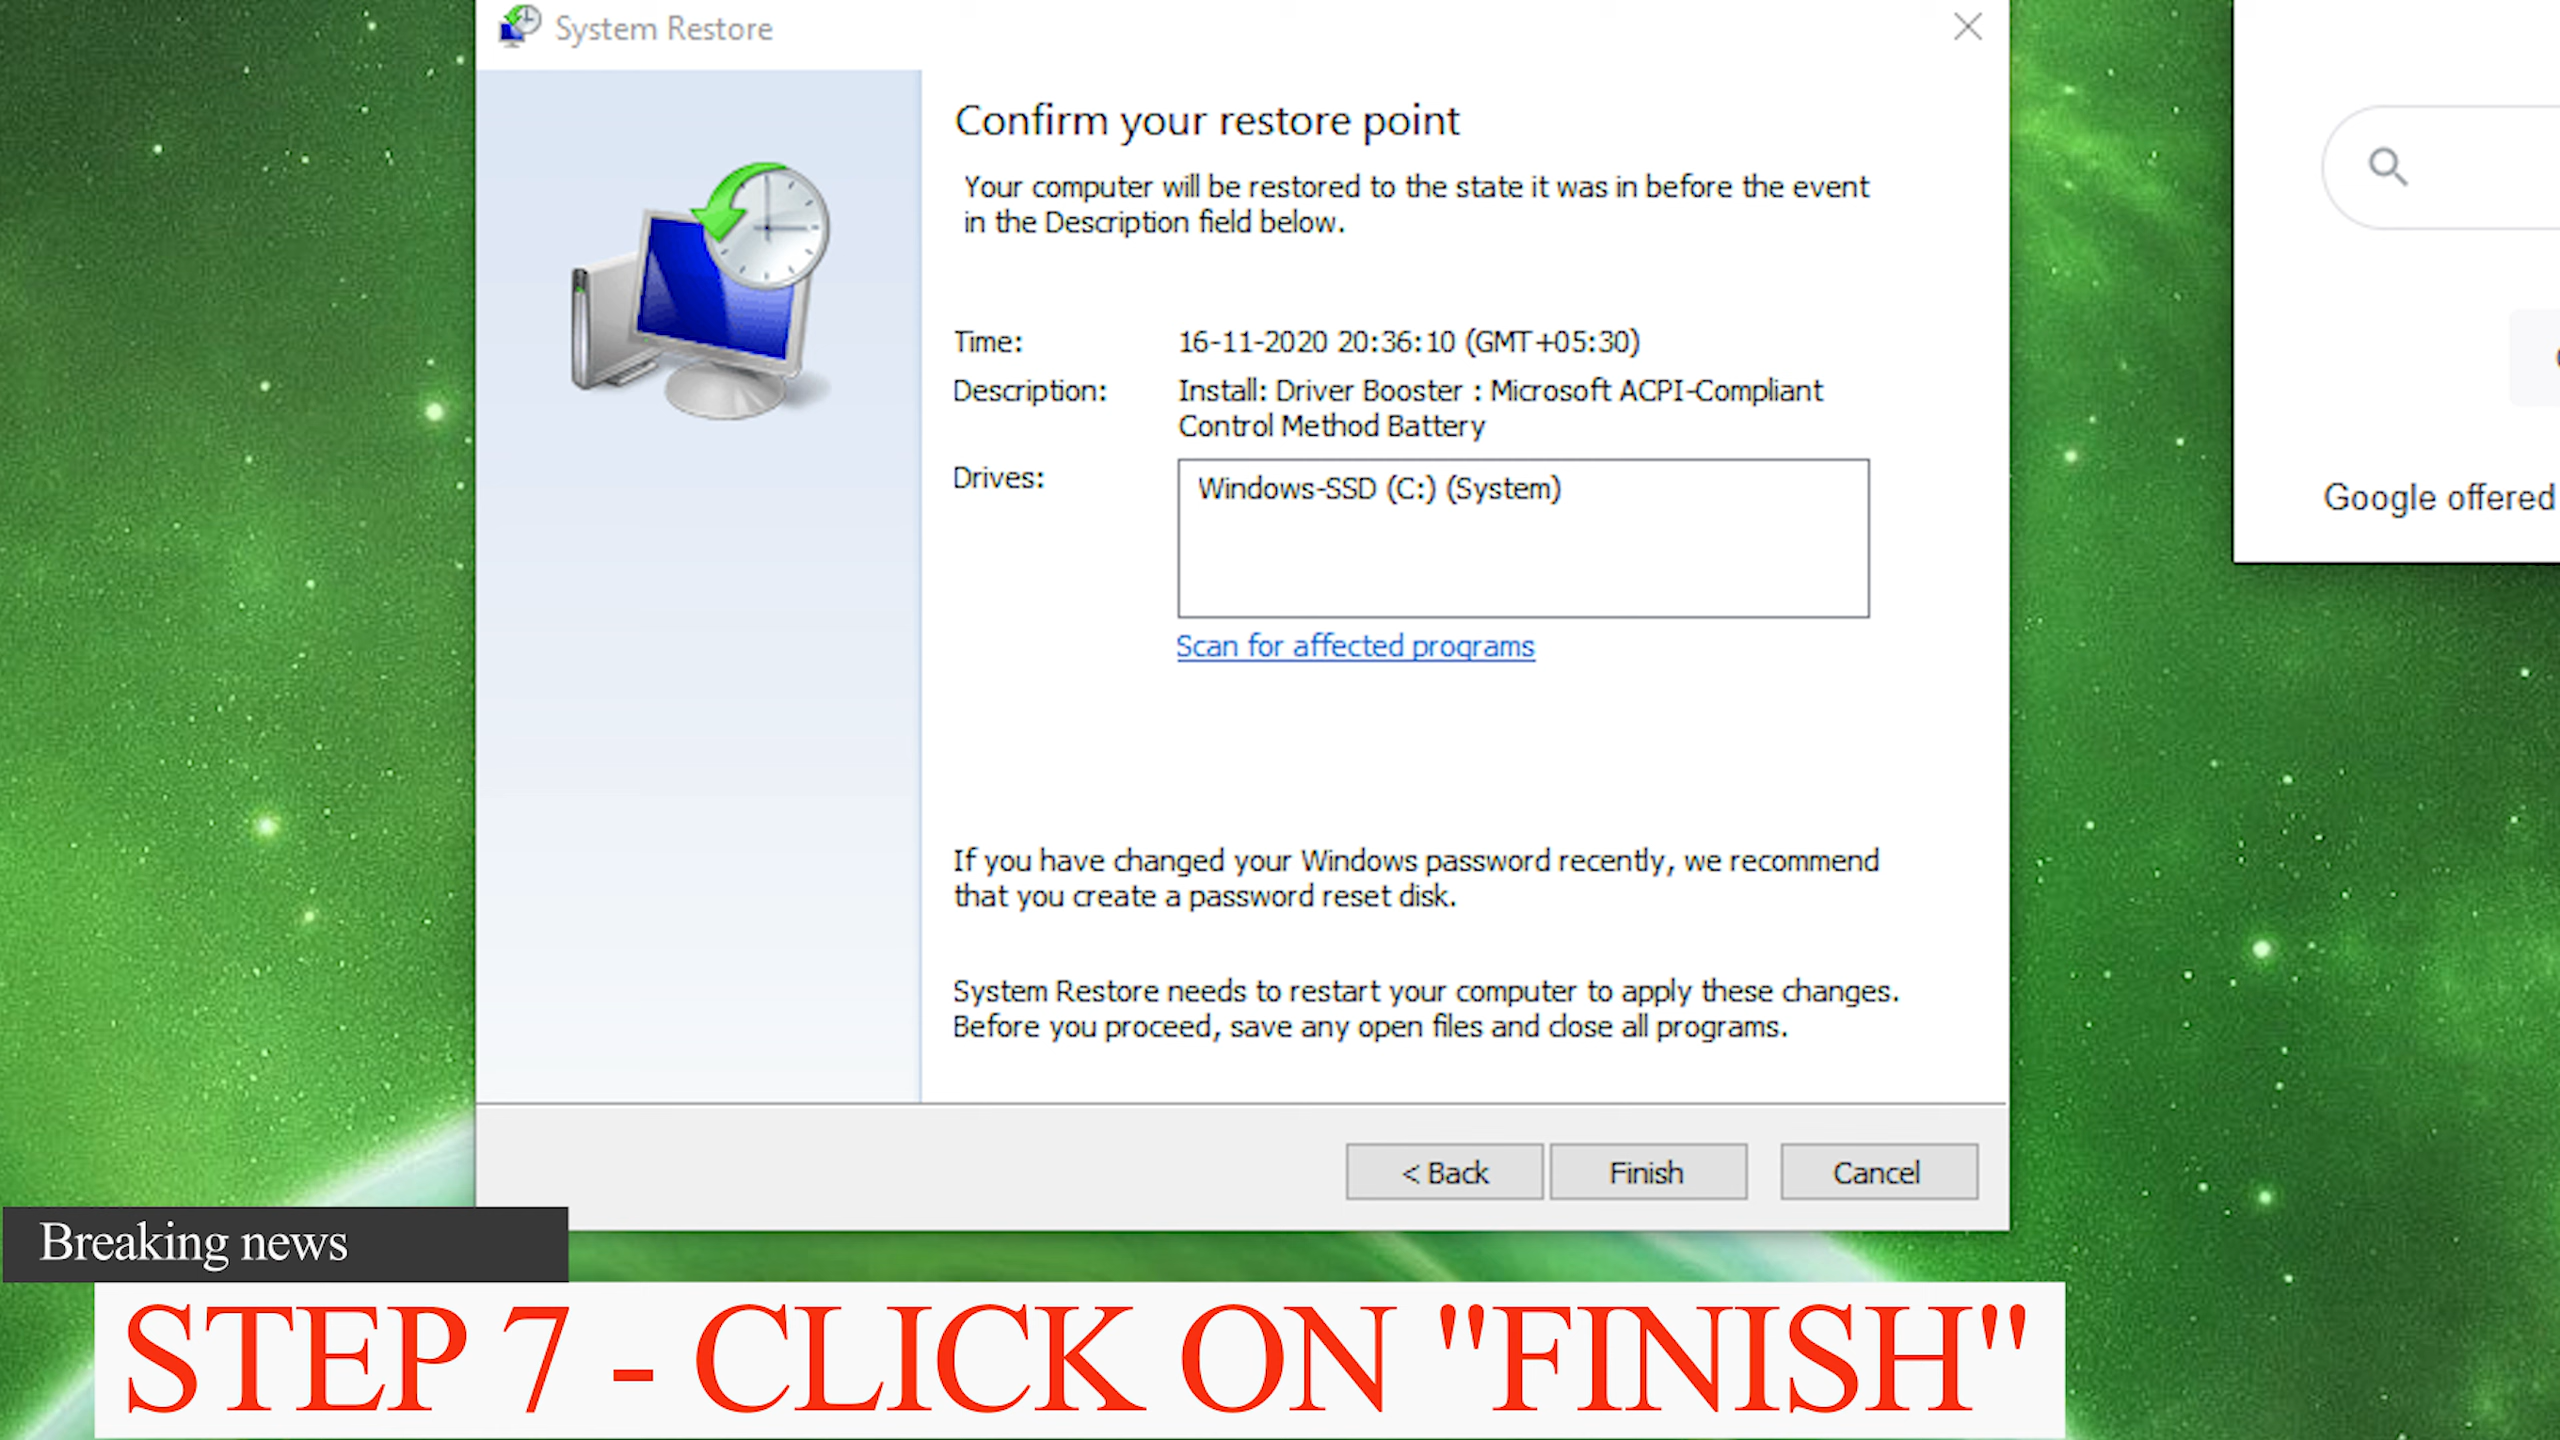 System Restore
Confirm your restore point
Your computer will be restored to the state it was in before the event
in the Description field below.
Time: 16-11-2020 20:36:10 (GMT+05:30)
Description: Install: Driver Booster : Microsoft ACPI-Compliant
Control Method Battery
Drives: Windows-SSD (C:) (System)
Scan for affected programs
If you have changed your Windows password recently, we recommend
that you create a password reset disk.
System Restore needs to restart your computer to apply these changes.
Before you proceed, save any open files and close all programs.
< Back Finish Cancel
Google offered
Breaking news
STEP 7 - CLICK ON "FINISH"